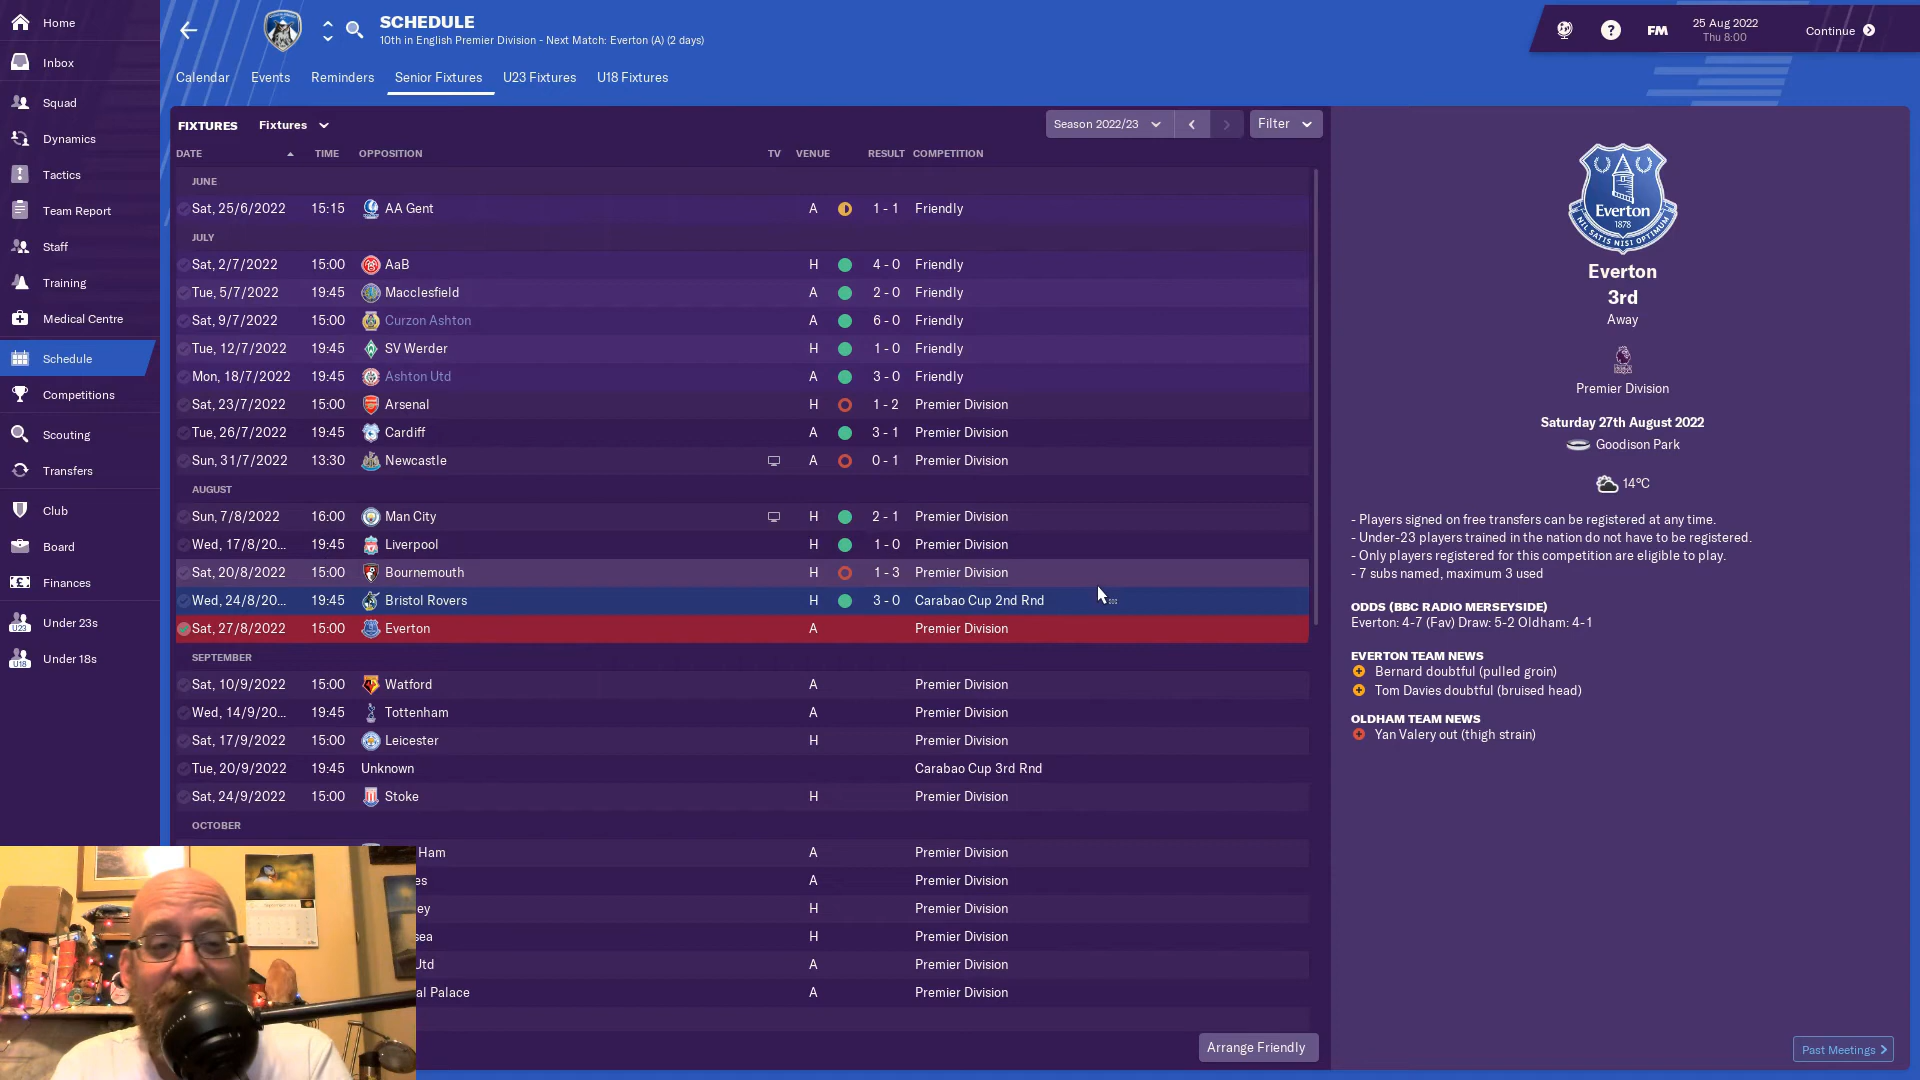 Home
Inbox
Squad
Dynamics
Tactics
Team Report
Staff
Training
Medical Centre
Schedule
Competitions
Scouting
Transfers
Club
Board
Finances
U23 Under 23s
U18 Under 18s
SCHEDULE
10th in English Premier Division - Next Match: Everton (A) (2 days)
FM
25 Aug 2022
Thu 8:00
Continue
Calendar Events Reminders Senior Fixtures U23 Fixtures U18 Fixtures
FIXTURES Fixtures Season 2022/23 Filter
DATE TIME OPPOSITION TV VENUE RESULT COMPETITION
JUNE
Sat, 25/6/2022 15:15 AA Gent A 1 - 1 Friendly
JULY
Sat, 2/7/2022 15:00 AaB H 4 - 0 Friendly
Tue, 5/7/2022 19:45 Macclesfield A 2 - 0 Friendly
Sat, 9/7/2022 15:00 Curzon Ashton A 6 - 0 Friendly
Tue, 12/7/2022 19:45 SV Werder H 1 - 0 Friendly
Mon, 18/7/2022 19:45 Ashton Utd A 3 - 0 Friendly
Sat, 23/7/2022 15:00 Arsenal H 1 - 2 Premier Division
Tue, 26/7/2022 19:45 Cardiff A 3 - 1 Premier Division
Sun, 31/7/2022 13:30 Newcastle A 0 - 1 Premier Division
AUGUST
Sun, 7/8/2022 16:00 Man City H 2 - 1 Premier Division
Wed, 17/8/20... 19:45 Liverpool H 1 - 0 Premier Division
Sat, 20/8/2022 15:00 Bournemouth H 1 - 3 Premier Division
Wed, 24/8/20... 19:45 Bristol Rovers H 3 - 0 Carabao Cup 2nd Rnd
Sat, 27/8/2022 15:00 Everton A Premier Division
SEPTEMBER
Sat, 10/9/2022 15:00 Watford A Premier Division
Wed, 14/9/20... 19:45 Tottenham A Premier Division
Sat, 17/9/2022 15:00 Leicester H Premier Division
Tue, 20/9/2022 19:45 Unknown Carabao Cup 3rd Rnd
Sat, 24/9/2022 15:00 Stoke H Premier Division
OCTOBER
Ham A Premier Division
es A Premier Division
ey H Premier Division
sea H Premier Division
Utd A Premier Division
al Palace A Premier Division
Arrange Friendly
Everton
1878
NIL SATIS NISI OPTIMUM
Everton
3rd
Away
Premier Division
Saturday 27th August 2022
Goodison Park
14°C
- Players signed on free transfers can be registered at any time.
- Under-23 players trained in the nation do not have to be registered.
- Only players registered for this competition are eligible to play.
- 7 subs named, maximum 3 used
ODDS (BBC RADIO MERSEYSIDE)
Everton: 4-7 (Fav) Draw: 5-2 Oldham: 4-1
EVERTON TEAM NEWS
Bernard doubtful (pulled groin)
Tom Davies doubtful (bruised head)
OLDHAM TEAM NEWS
Yan Valery out (thigh strain)
Past Meetings